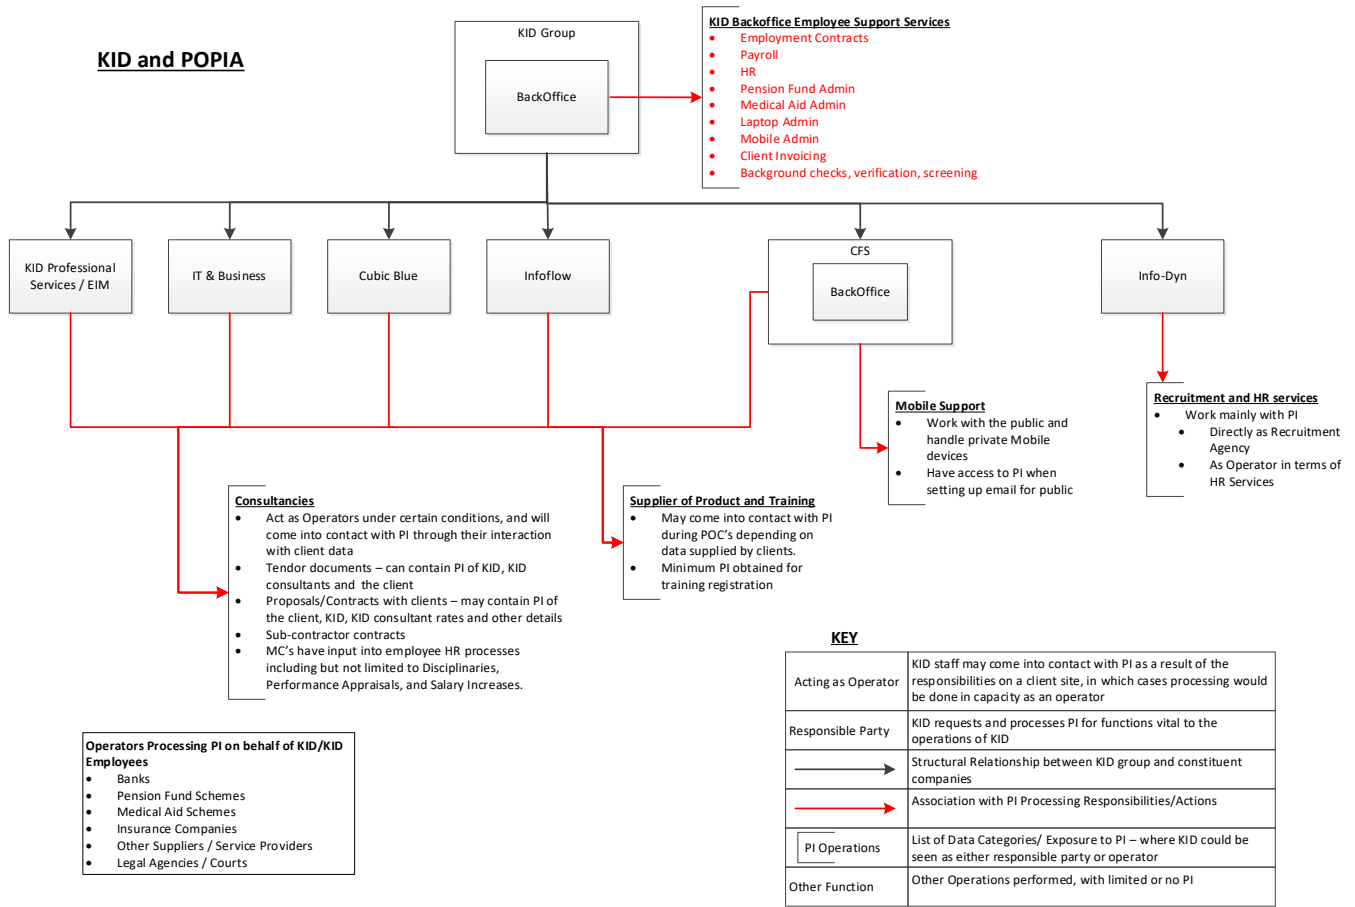 KID and POPIA
KID Group
BackOffice
KID Backoffice Employee Support Services
• Employment Contracts
• Payroll
• HR
• Pension Fund Admin
• Medical Aid Admin
• Laptop Admin
• Mobile Admin
• Client Invoicing
• Background checks, verification, screening
KID Professional
Services / EIM
IT & Business
Cubic Blue
Infoflow
CFS
BackOffice
Info-Dyn
Mobile Support
• Work with the public and
handle private Mobile
devices
• Have access to PI when
setting up email for public
Recruitment and HR services
• Work mainly with PI
• Directly as Recruitment
Agency
• As Operator in terms of
HR Services
Consultancies
• Act as Operators under certain conditions, and will
come into contact with PI through their interaction
with client data
• Tendor documents – can contain PI of KID, KID
consultants and the client
• Proposals/Contracts with clients – may contain PI of
the client, KID, KID consultant rates and other details
• Sub-contractor contracts
• MC's have input into employee HR processes
including but not limited to Disciplinaries,
Performance Appraisals, and Salary Increases.
Supplier of Product and Training
• May come into contact with PI
during POC's depending on
data supplied by clients.
• Minimum PI obtained for
training registration
Operators Processing PI on behalf of KID/KID
Employees
• Banks
• Pension Fund Schemes
• Medical Aid Schemes
• Insurance Companies
• Other Suppliers / Service Providers
• Legal Agencies / Courts
KEY
Acting as Operator
KID staff may come into contact with PI as a result of the
responsibilities on a client site, in which cases processing would
be done in capacity as an operator
Responsible Party
KID requests and processes PI for functions vital to the
operations of KID
Structural Relationship between KID group and constituent
companies
Association with PI Processing Responsibilities/Actions
PI Operations
List of Data Categories/ Exposure to PI – where KID could be
seen as either responsible party or operator
Other Function
Other Operations performed, with limited or no PI